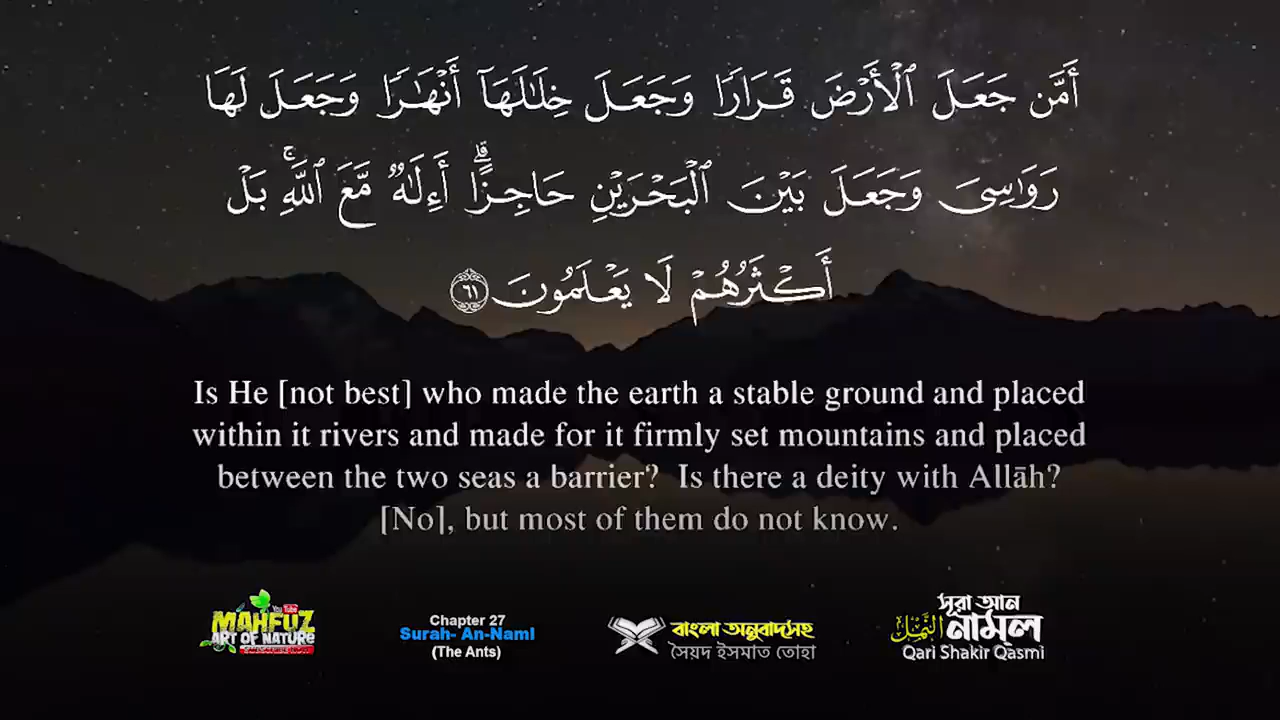 أَمَّن جَعَلَ ٱلْأَرْضَ قَرَارًا وَجَعَلَ خِلَٰلَهَآ أَنْهَٰرًا وَجَعَلَ لَهَا
رَوَٰسِىَ وَجَعَلَ بَيْنَ ٱلْبَحْرَيْنِ حَاجِزًا ۗ أَءِلَٰهٌ مَّعَ ٱللَّهِ ۚ بَلْ
أَكْثَرُهُمْ لَا يَعْلَمُونَ ٦١
Is He [not best] who made the earth a stable ground and placed
within it rivers and made for it firmly set mountains and placed
between the two seas a barrier? Is there a deity with Allāh?
[No], but most of them do not know.
You Tube
MAHFUZ
ART OF NATURE
Chapter 27
Surah- An-Naml
(The Ants)
বাংলা অনুবাদসহ
সৈয়দ ইসমাত তোহা
সূরা আন
النَّمْل নাম্‌ল
Qari Shakir Qasmi